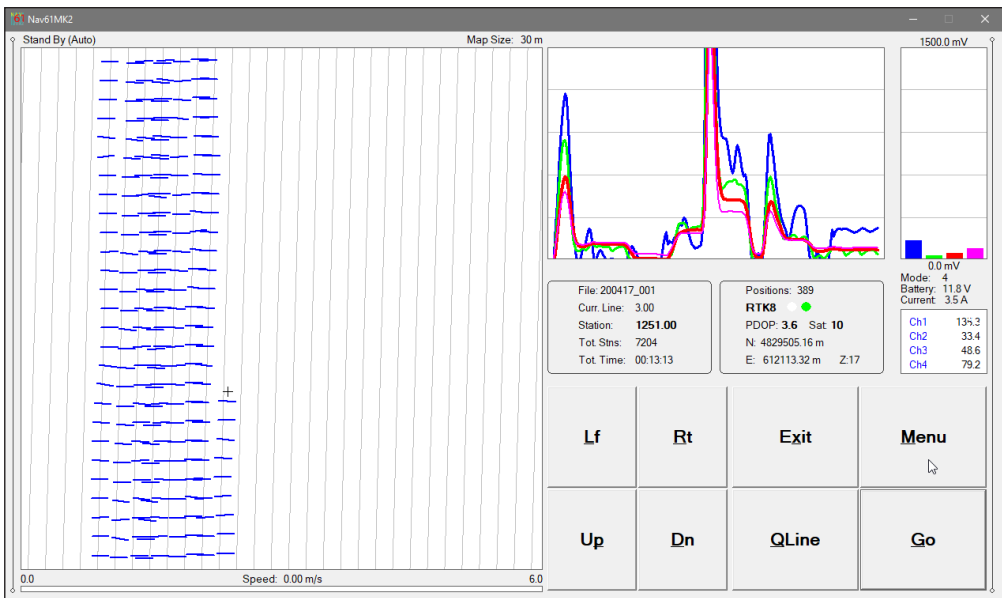 Nav61MK2
Stand By (Auto)
Map Size: 30 m
1500.0 mV
0.0 mV
Mode: 4
Battery: 11.8 V
Current: 3.5 A
File: 200417_001
Curr. Line: 3.00
Station: 1251.00
Tot. Stns: 7204
Tot. Time: 00:13:13
Positions: 389
RTK8
PDOP: 3.6 Sat: 10
N: 4829505.16 m
E: 612113.32 m Z:17
Ch1
Ch2 33.4
Ch3 48.6
Ch4 79.2
Lf
Rt
Exit
Menu
Up
Dn
QLine
Go
0.0
Speed: 0.00 m/s
6.0